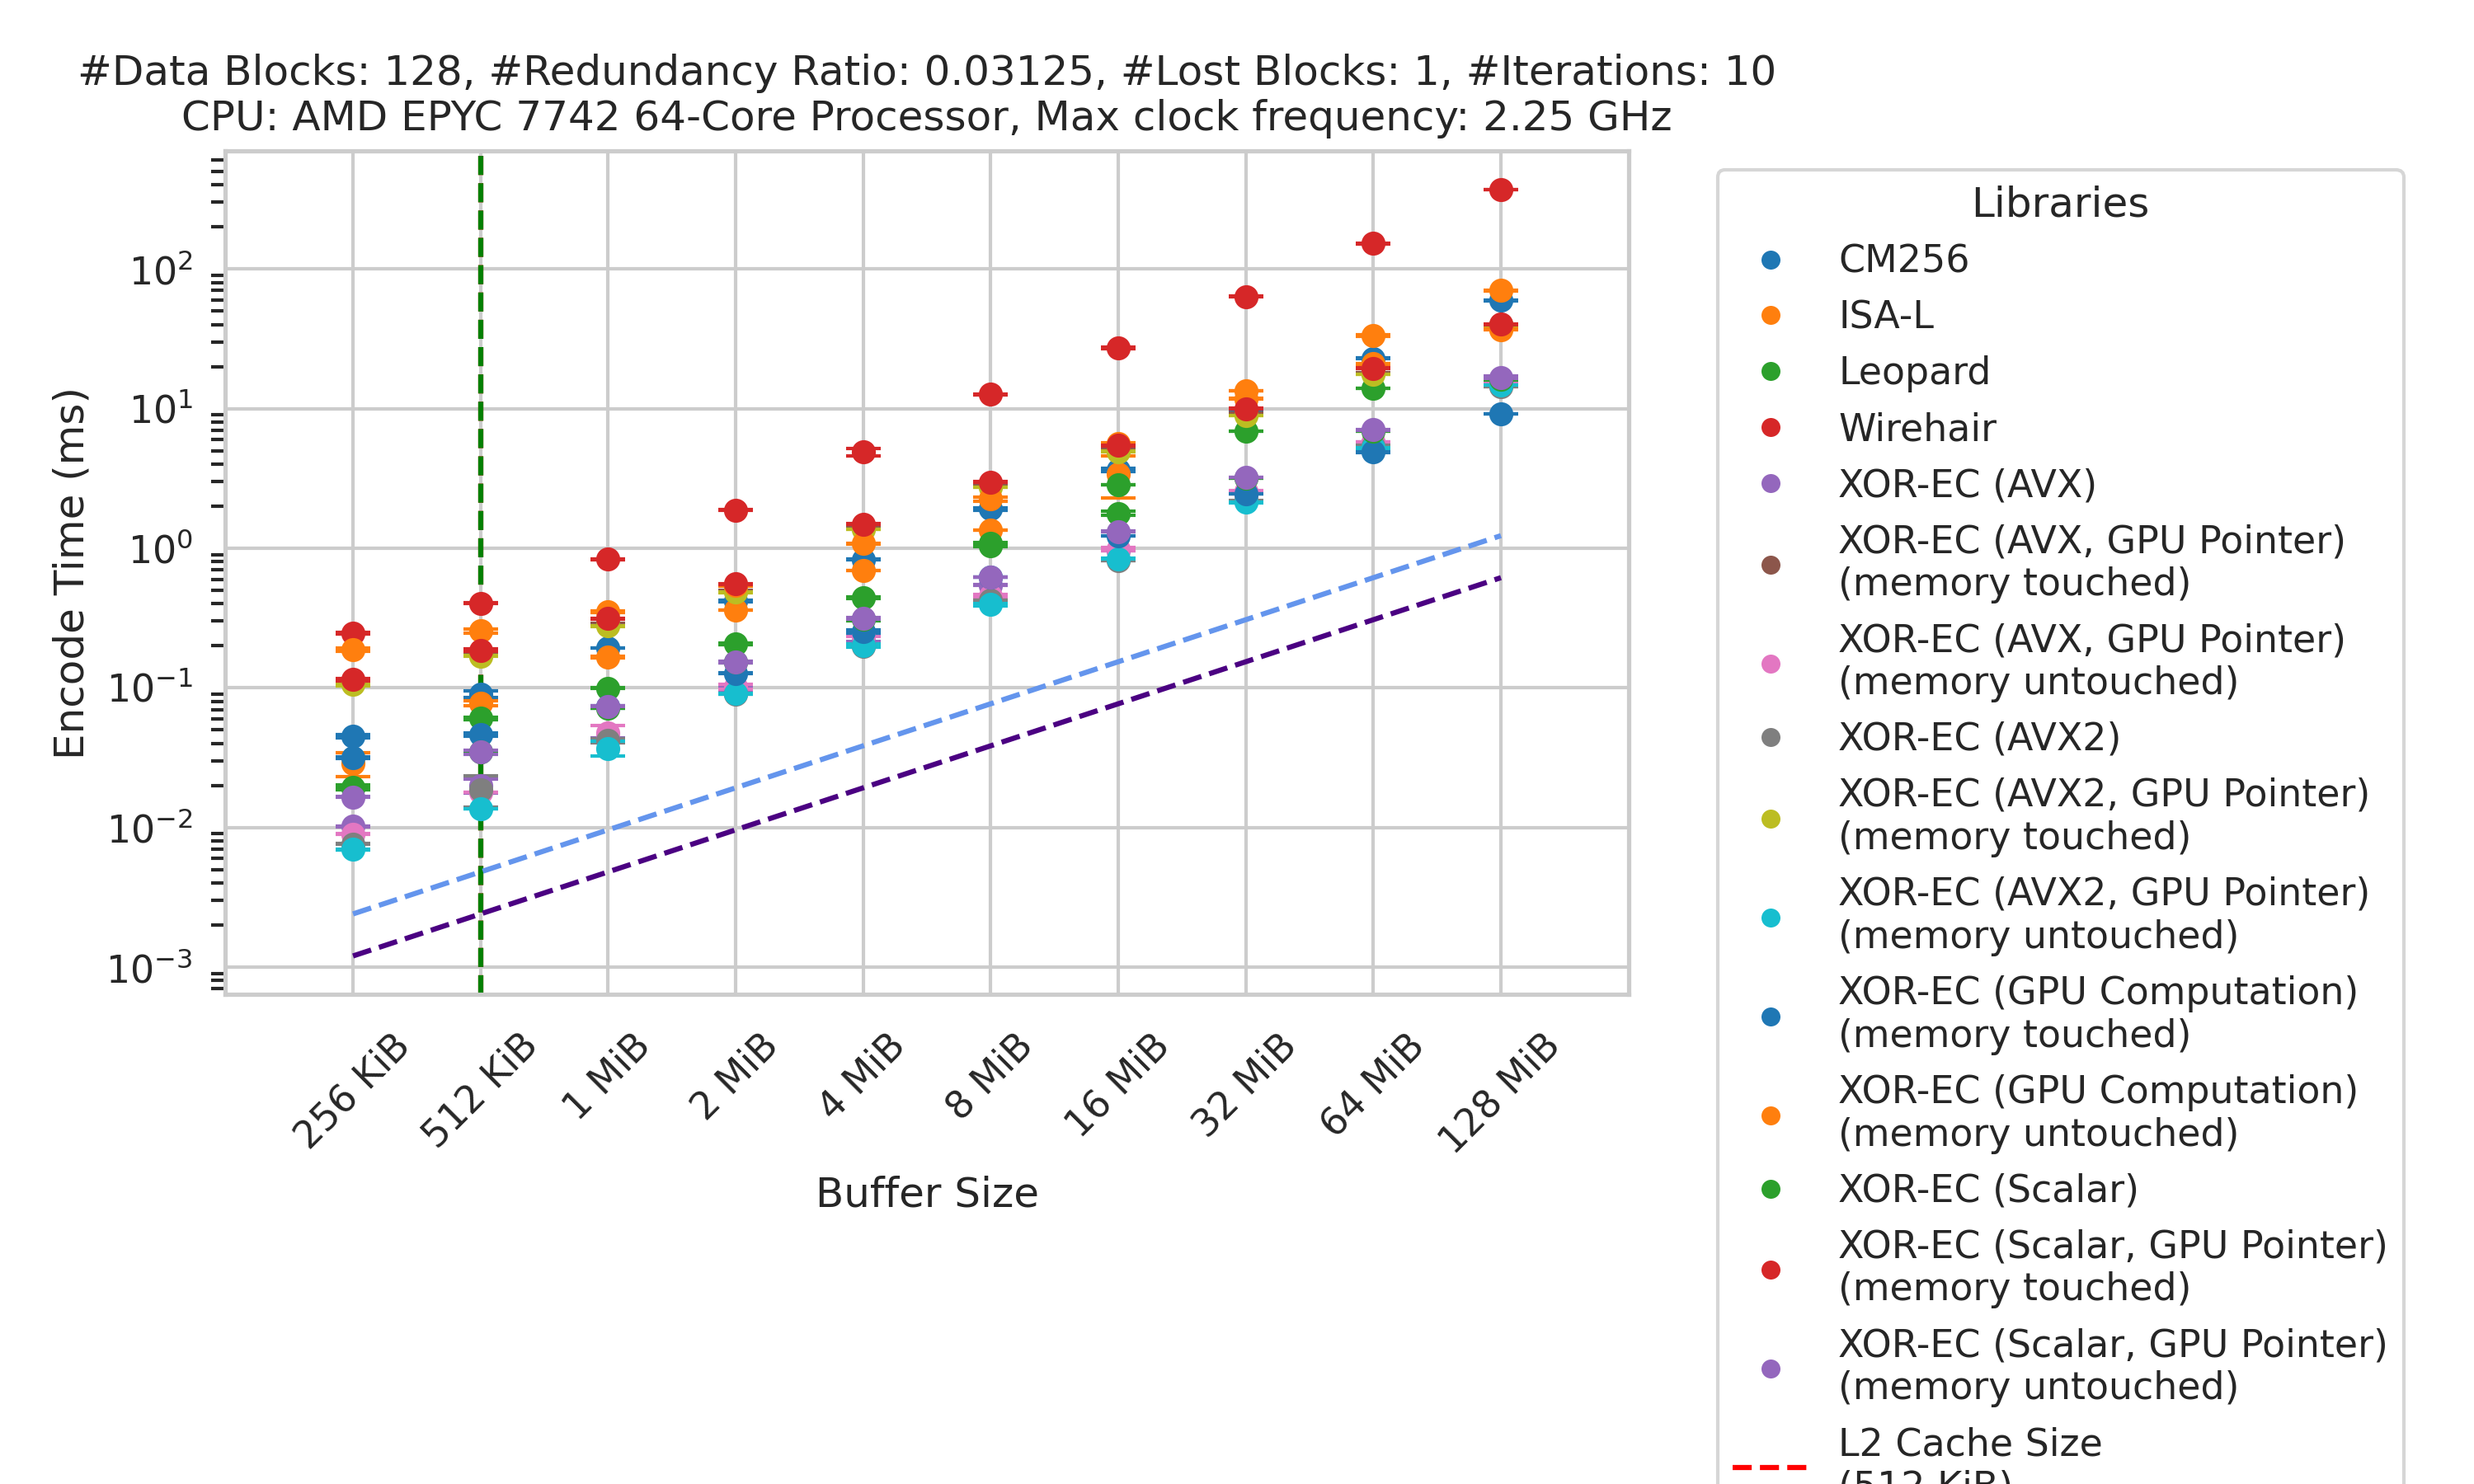 #Data Blocks: 128, #Redundancy Ratio: 0.03125, #Lost Blocks: 1, #Iterations: 10
CPU: AMD EPYC 7742 64-Core Processor, Max clock frequency: 2.25 GHz
Encode Time (ms)
10²
10¹
10⁰
10⁻¹
10⁻²
10⁻³
256 KiB
512 KiB
1 MiB
2 MiB
4 MiB
8 MiB
16 MiB
32 MiB
64 MiB
128 MiB
Buffer Size
Libraries
CM256
ISA-L
Leopard
Wirehair
XOR-EC (AVX)
XOR-EC (AVX, GPU Pointer)
(memory touched)
XOR-EC (AVX, GPU Pointer)
(memory untouched)
XOR-EC (AVX2)
XOR-EC (AVX2, GPU Pointer)
(memory touched)
XOR-EC (AVX2, GPU Pointer)
(memory untouched)
XOR-EC (GPU Computation)
(memory touched)
XOR-EC (GPU Computation)
(memory untouched)
XOR-EC (Scalar)
XOR-EC (Scalar, GPU Pointer)
(memory touched)
XOR-EC (Scalar, GPU Pointer)
(memory untouched)
L2 Cache Size
(512 KiB)